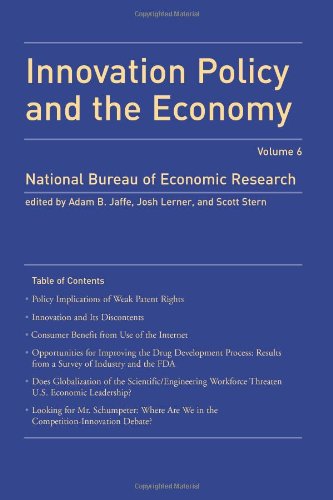 Copyrighted Material
Innovation Policy
and the Economy
Volume 6
National Bureau of Economic Research
edited by Adam B. Jaffe, Josh Lerner, and Scott Stern
Table of Contents
• Policy Implications of Weak Patent Rights
• Innovation and Its Discontents
• Consumer Benefit from Use of the Internet
• Opportunities for Improving the Drug Development Process: Results
from a Survey of Industry and the FDA
• Does Globalization of the Scientific/Engineering Workforce Threaten
U.S. Economic Leadership?
• Looking for Mr. Schumpeter: Where Are We in the
Competition-Innovation Debate?
Copyrighted Material